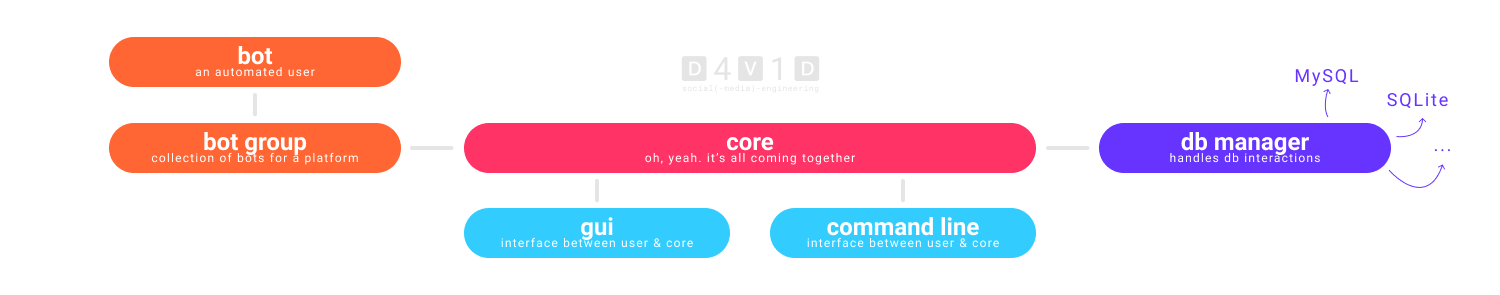 bot
an automated user
D4V1D
social(-media)-engineering
MySQL
SQLite
bot group
collection of bots for a platform
core
oh, yeah. it's all coming together
db manager
handles db interactions
...
gui
interface between user & core
command line
interface between user & core